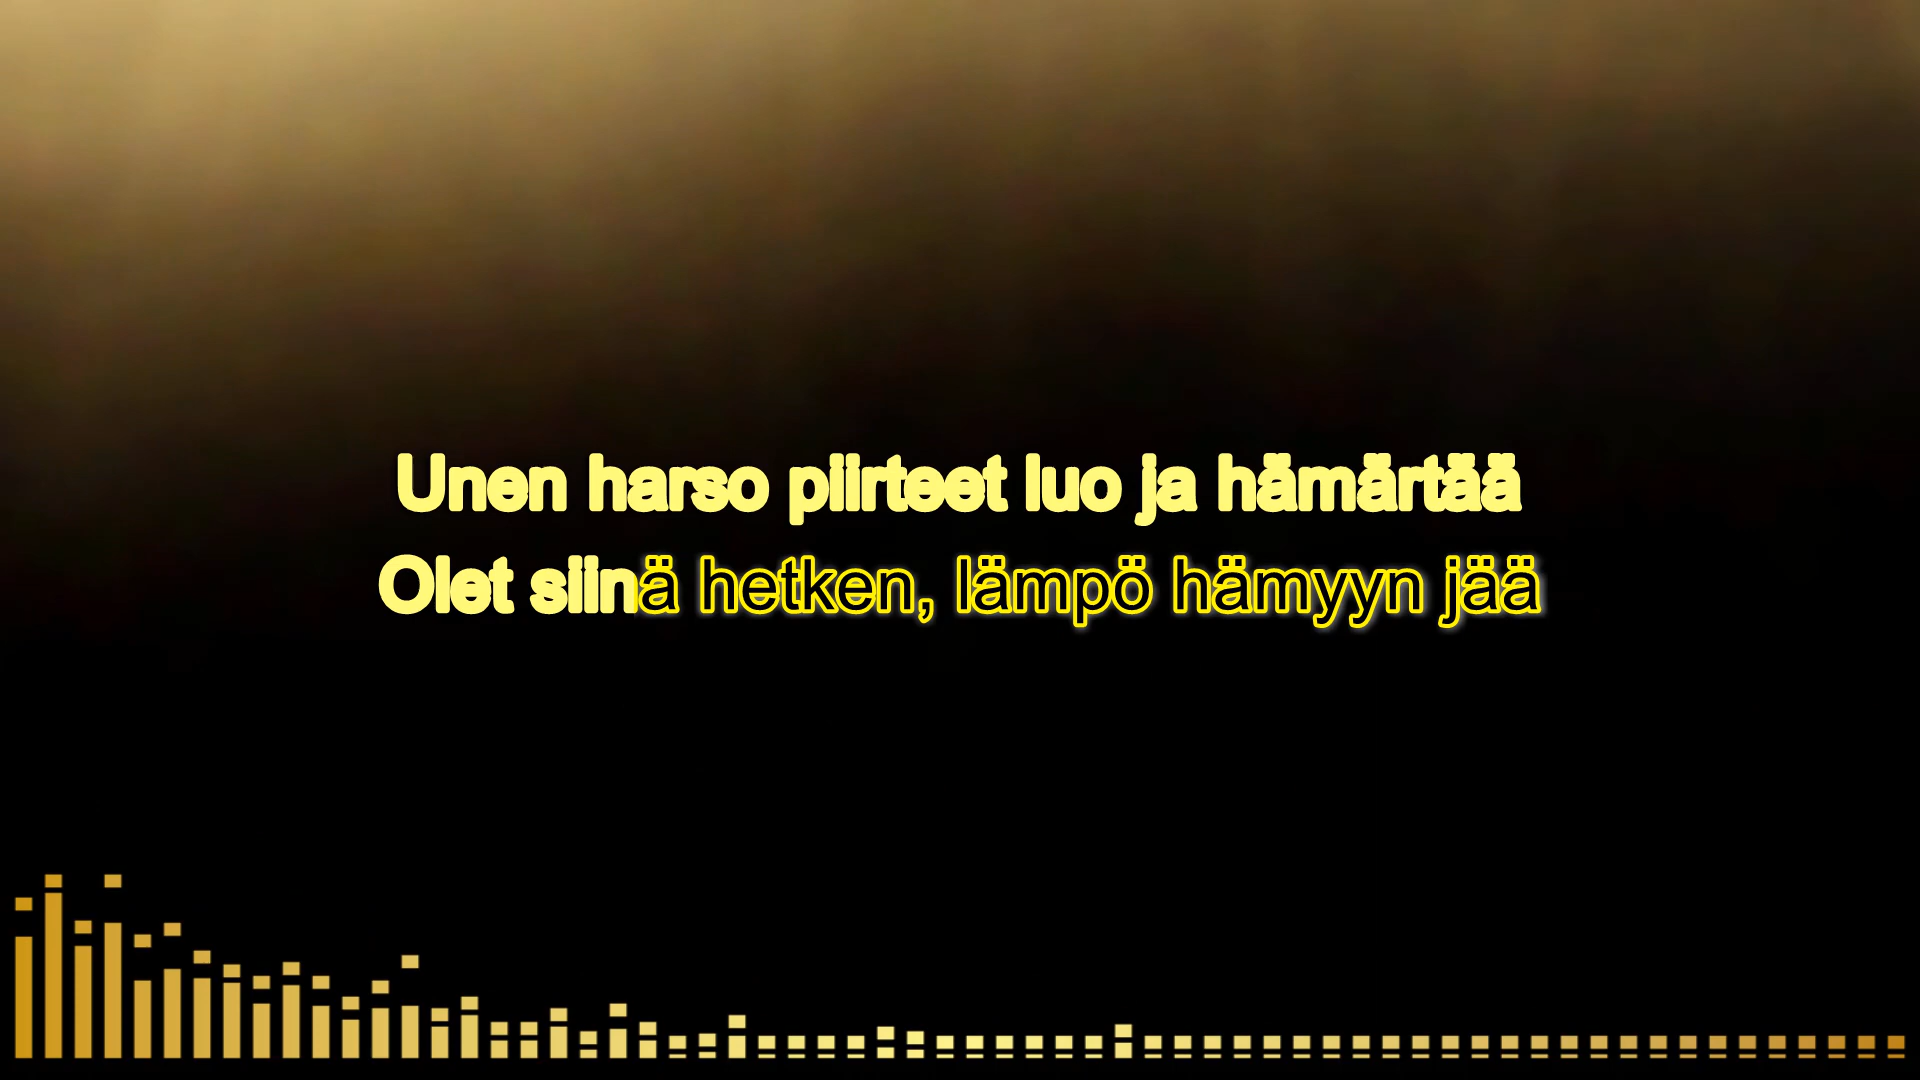 Unen harso piirteet luo ja hämärtää
Olet siinä hetken, lämpö hämyyn jää